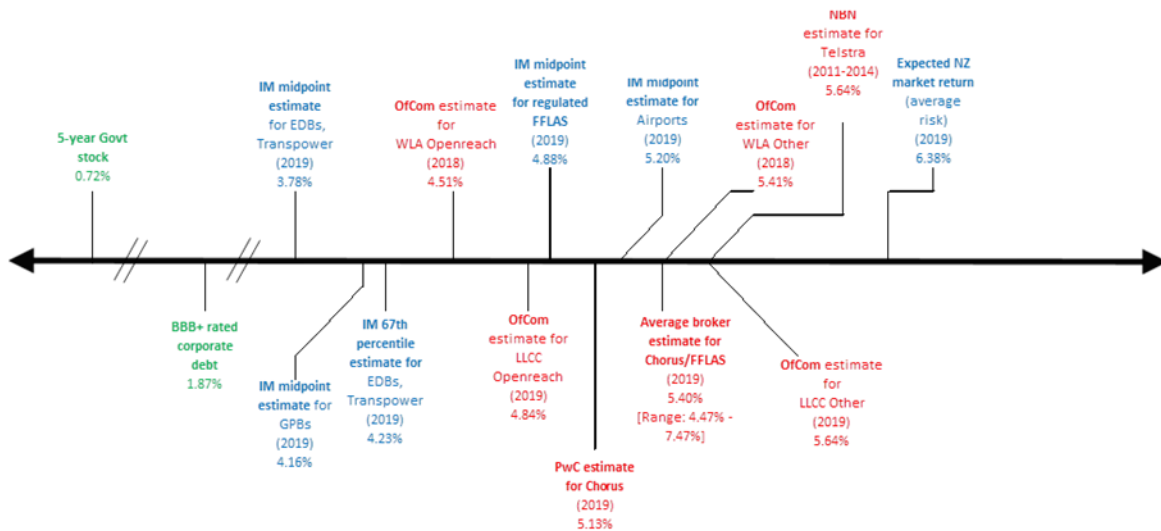 5-year Govt
stock
0.72%
IM midpoint
estimate
for EDBs,
Transpower
(2019)
3.78%
OfCom estimate
for
WLA Openreach
(2018)
4.51%
IM midpoint
estimate
for regulated
FFLAS
(2019)
4.88%
IM midpoint
estimate for
Airports
(2019)
5.20%
OfCom
estimate for
WLA Other
(2018)
5.41%
NBN
estimate for
Telstra
(2011-2014)
5.64%
Expected NZ
market return
(average
risk)
(2019)
6.38%
BBB+ rated
corporate
debt
1.87%
IM midpoint
estimate for
GPBs
(2019)
4.16%
IM 67th
percentile
estimate for
EDBs,
Transpower
(2019)
4.23%
OfCom
estimate for
LLCC
Openreach
(2019)
4.84%
PwC estimate
for Chorus
(2019)
5.13%
Average broker
estimate for
Chorus/FFLAS
(2019)
5.40%
[Range: 4.47% -
7.47%]
OfCom estimate
for
LLCC Other
(2019)
5.64%